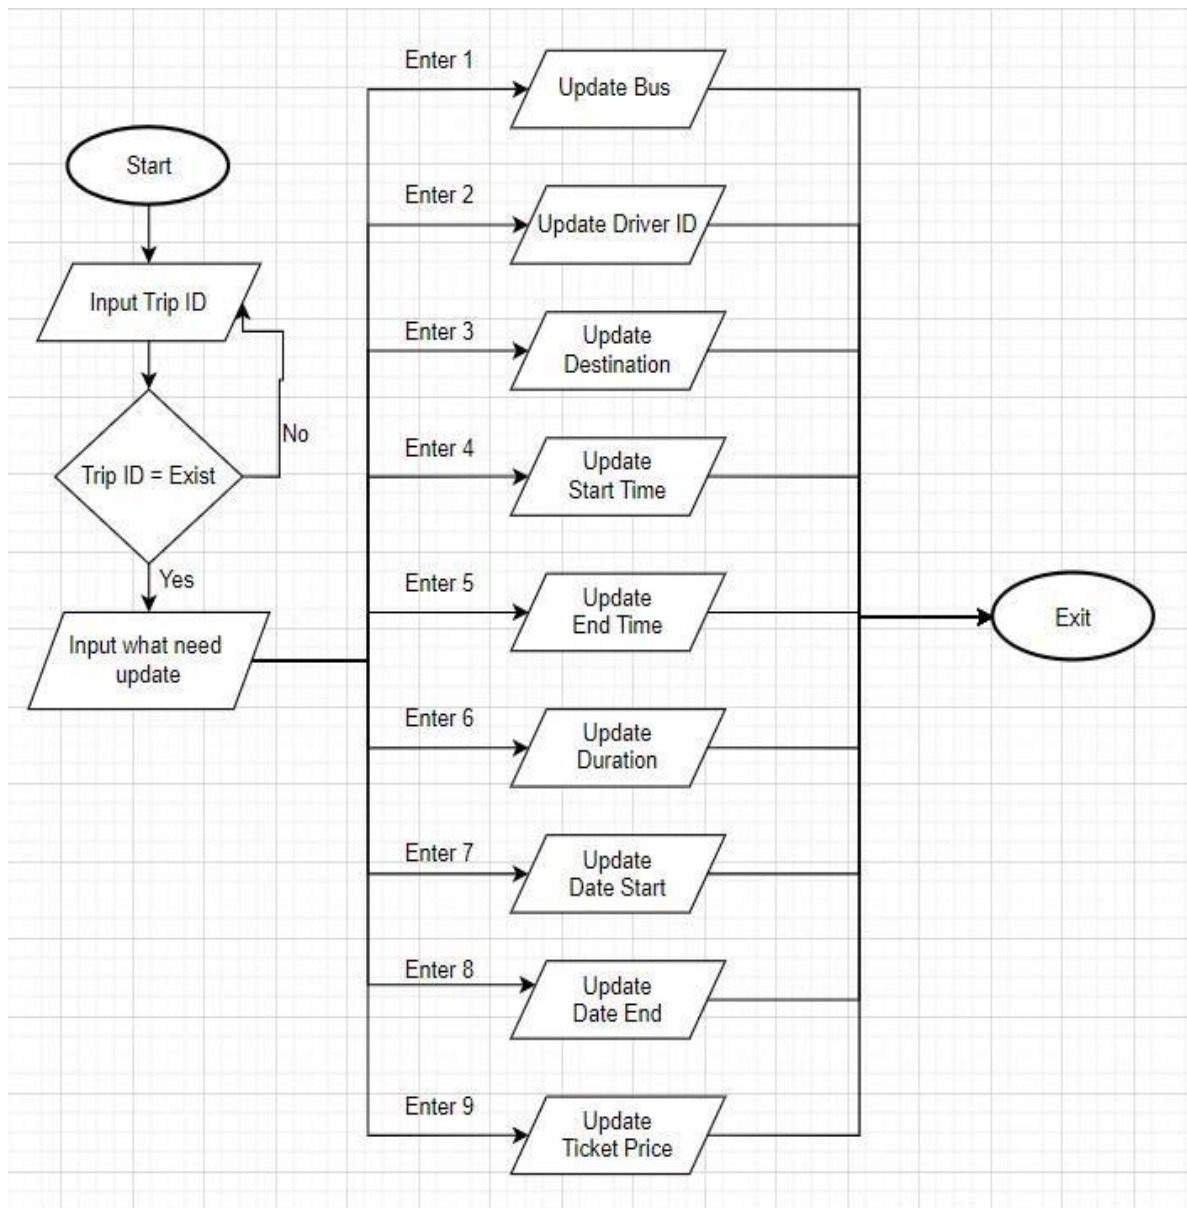 Start
Input Trip ID
Trip ID = Exist
No
Yes
Input what need
update
Enter 1
Update Bus
Enter 2
Update Driver ID
Enter 3
Update
Destination
Enter 4
Update
Start Time
Enter 5
Update
End Time
Enter 6
Update
Duration
Enter 7
Update
Date Start
Enter 8
Update
Date End
Enter 9
Update
Ticket Price
Exit